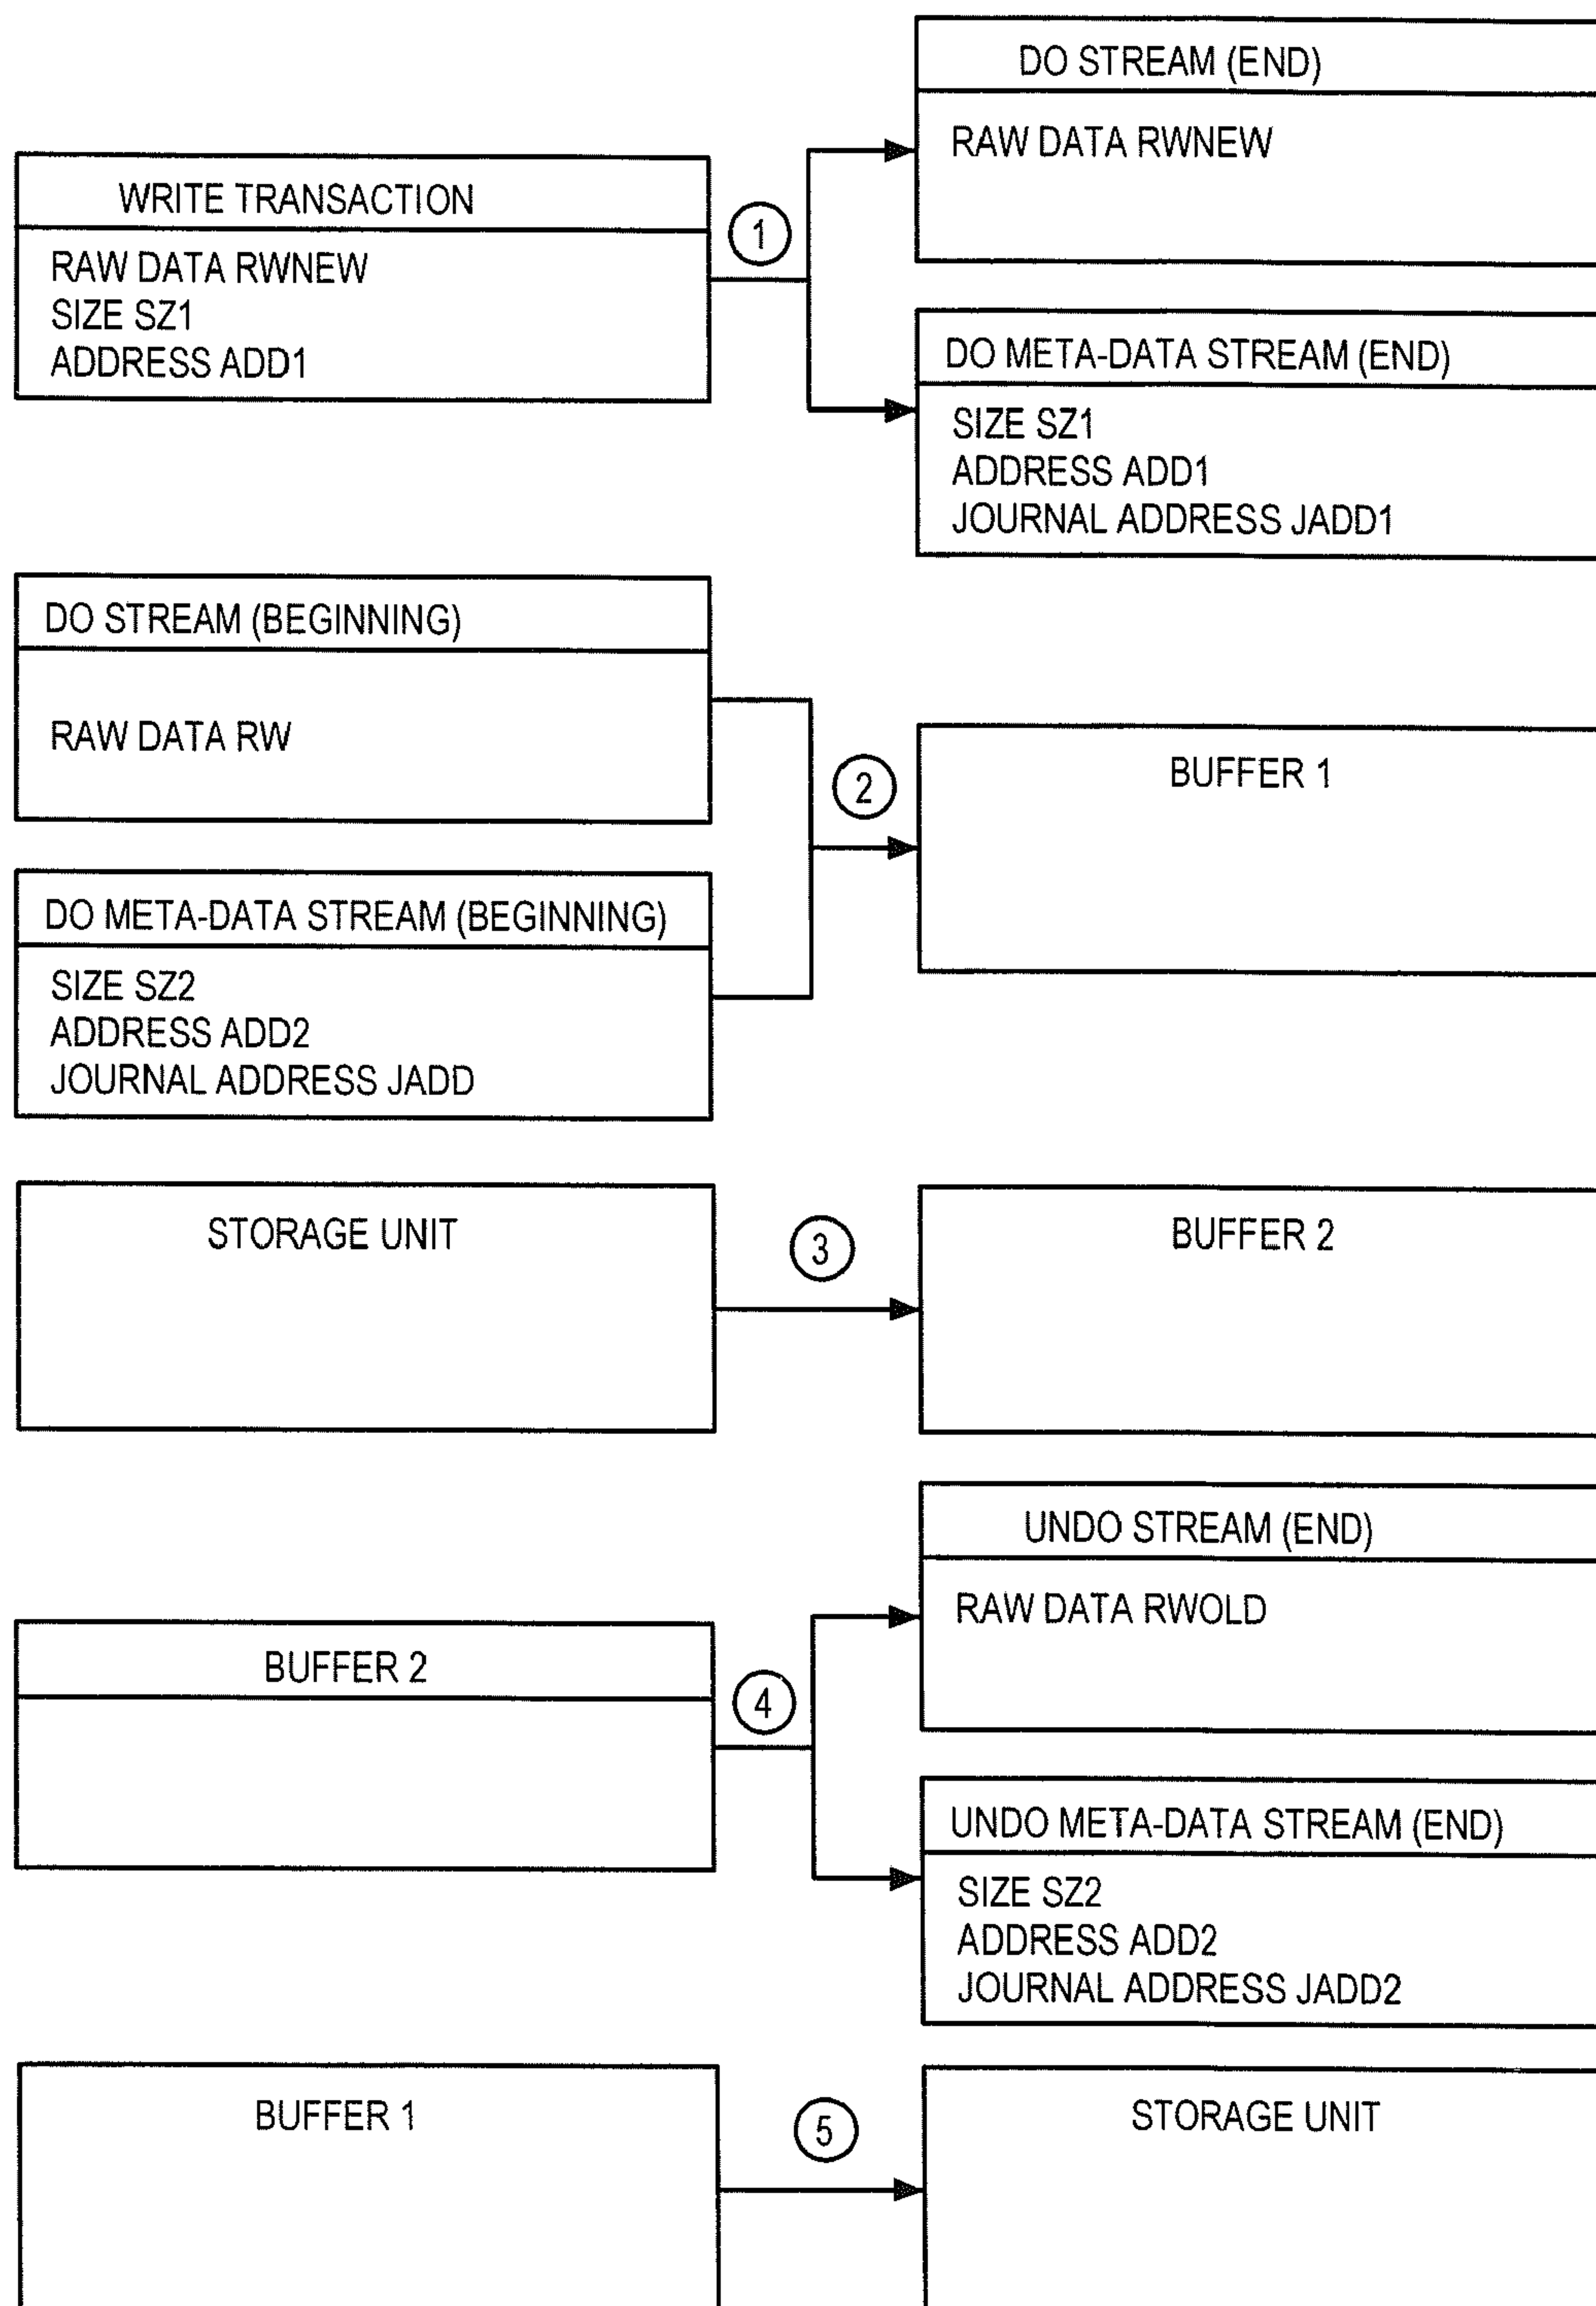 DO STREAM (END)
RAW DATA RWNEW
WRITE TRANSACTION
RAW DATA RWNEW
SIZE SZ1
ADDRESS ADD1
1
DO META-DATA STREAM (END)
SIZE SZ1
ADDRESS ADD1
JOURNAL ADDRESS JADD1
DO STREAM (BEGINNING)
RAW DATA RW
2
BUFFER 1
DO META-DATA STREAM (BEGINNING)
SIZE SZ2
ADDRESS ADD2
JOURNAL ADDRESS JADD
STORAGE UNIT
3
BUFFER 2
UNDO STREAM (END)
RAW DATA RWOLD
BUFFER 2
4
UNDO META-DATA STREAM (END)
SIZE SZ2
ADDRESS ADD2
JOURNAL ADDRESS JADD2
BUFFER 1
5
STORAGE UNIT